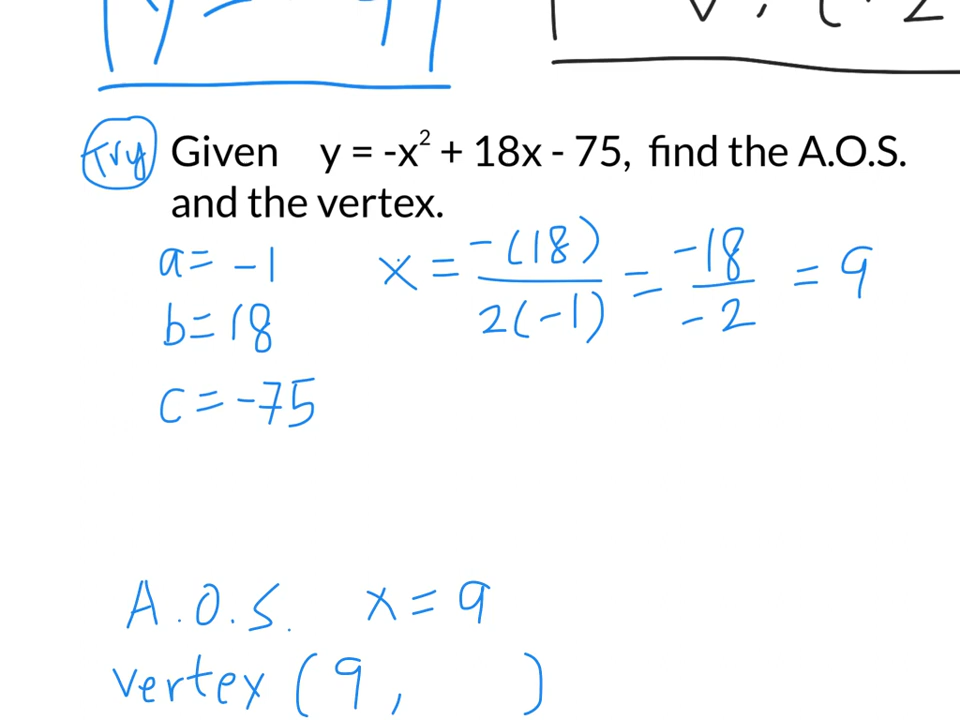 Try Given y = -x² + 18x - 75, find the A.O.S.
and the vertex.
a = -1
b = 18
c = -75
x = -(18) / 2(-1) = -18 / -2 = 9
A.O.S. x = 9
vertex (9, )